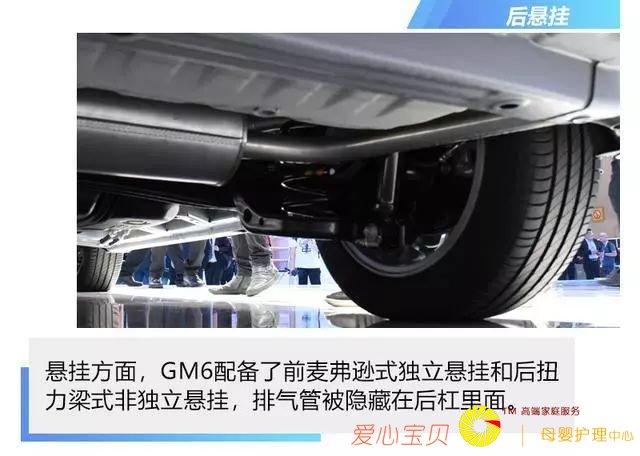 后悬挂
悬挂方面，GM6配备了前麦弗逊式独立悬挂和后扭
力梁式非独立悬挂，排气管被隐藏在后杠里面。
TM 高端家庭服务
爱心宝贝 | 母婴护理中心